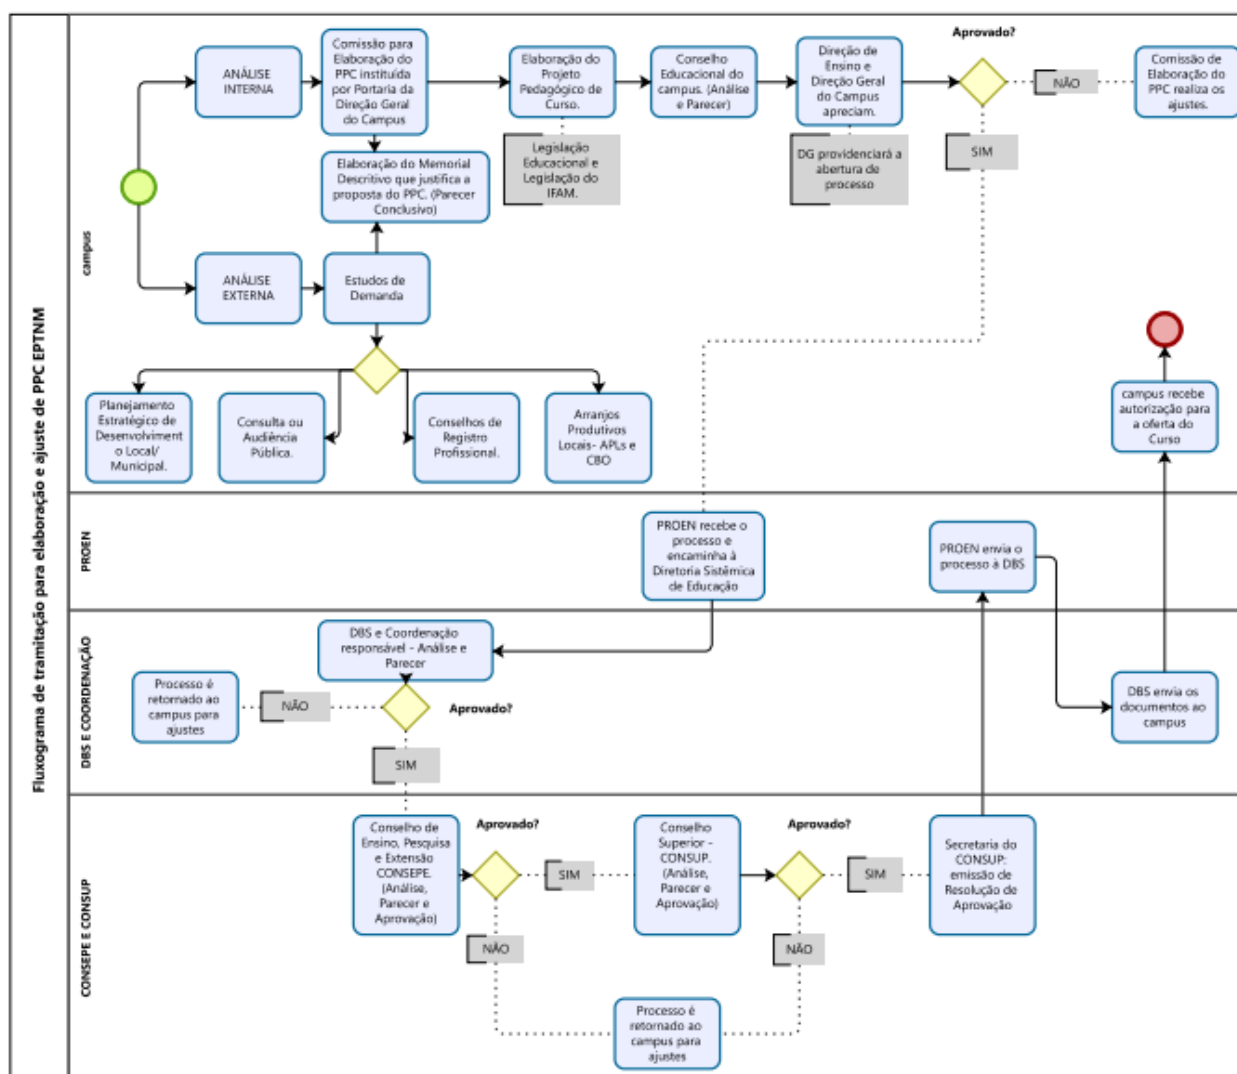 Fluxograma de tramitação para elaboração e ajuste de PPC EPTNM
campus
ANÁLISE
INTERNA
Comissão para
Elaboração do
PPC instituída
por Portaria da
Direção Geral
do Campus
Elaboração do
Projeto
Pedagógico de
Curso.
Conselho
Educacional do
campus. (Análise
e Parecer)
Direção de
Ensino e
Direção Geral
do Campus
apreciam.
Aprovado?
NÃO
Comissão de
Elaboração do
PPC realiza os
ajustes.
Legislação
Educacional e
Legislação do
IFAM.
DG providenciará a
abertura de
processo
SIM
Elaboração do Memorial
Descritivo que justifica a
proposta do PPC. (Parecer
Conclusivo)
ANÁLISE
EXTERNA
Estudos de
Demanda
Planejamento
Estratégico de
Desenvolviment
o Local/
Municipal.
Consulta ou
Audiência
Pública.
Conselhos de
Registro
Profissional.
Arranjos
Produtivos
Locais- APLs e
CBO
campus recebe
autorização para
a oferta do
Curso
PROEN
PROEN recebe o
processo e
encaminha à
Diretoria Sistêmica
de Educação
PROEN envia o
processo à DBS
DBS E COORDENAÇÃO
DBS e Coordenação
responsável - Análise e
Parecer
Processo é
retornado ao
campus para
ajustes
NÃO
Aprovado?
SIM
DBS envia os
documentos ao
campus
CONSEPE E CONSUP
Conselho de
Ensino, Pesquisa
e Extensão
CONSEPE.
(Análise,
Parecer e
Aprovação)
Aprovado?
SIM
NÃO
Conselho
Superior -
CONSUP.
(Análise,
Parecer e
Aprovação)
Aprovado?
SIM
NÃO
Secretaria do
CONSUP:
emissão de
Resolução de
Aprovação
Processo é
retornado ao
campus para
ajustes